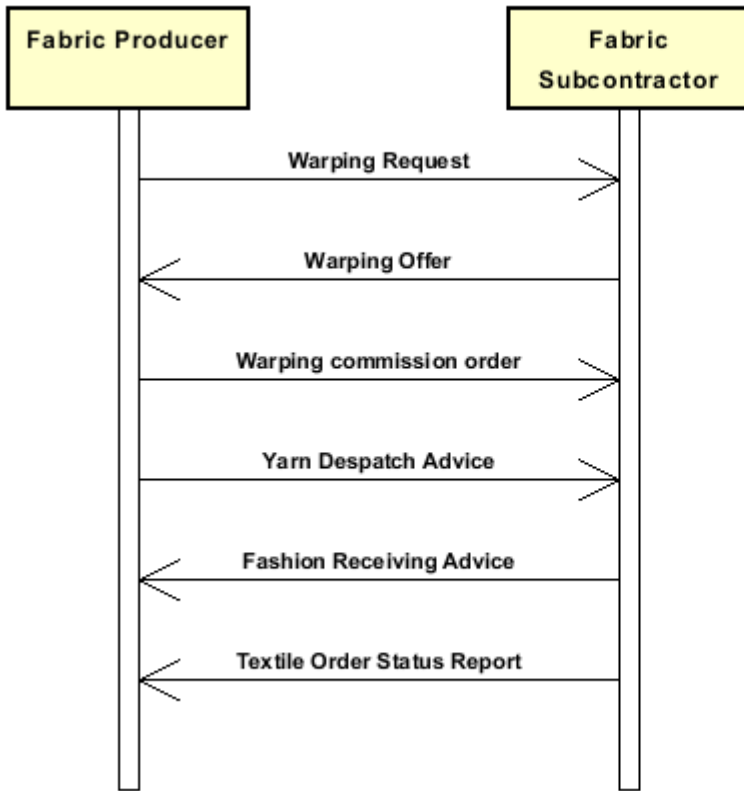 Fabric Producer
Fabric
Subcontractor
Warping Request
Warping Offer
Warping commission order
Yarn Despatch Advice
Fashion Receiving Advice
Textile Order Status Report